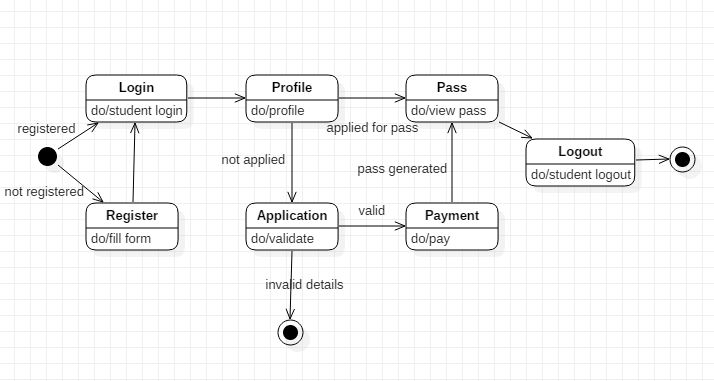 Login
do/student login
Profile
do/profile
Pass
do/view pass
registered
applied for pass
Logout
do/student logout
not applied
pass generated
not registered
Register
do/fill form
Application
do/validate
valid
Payment
do/pay
invalid details